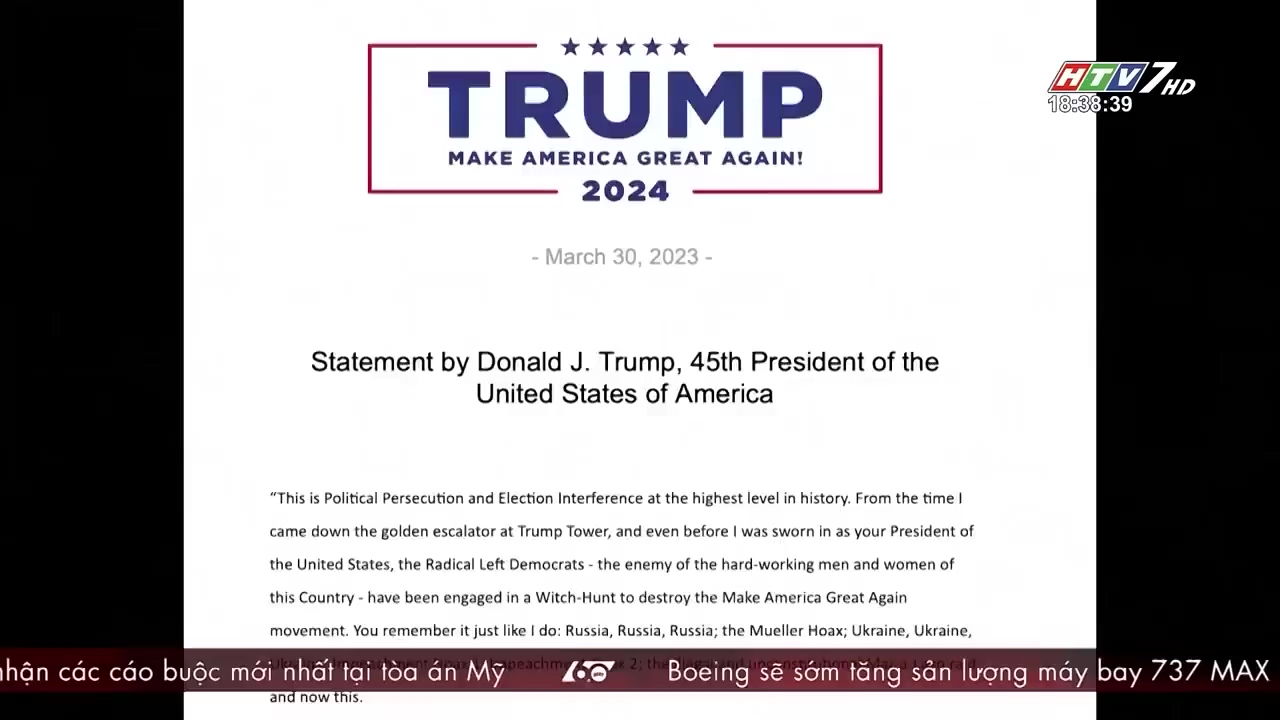 TRUMP
MAKE AMERICA GREAT AGAIN!
2024
HTV7 HD
18:38:39
- March 30, 2023 -
Statement by Donald J. Trump, 45th President of the
United States of America
“This is Political Persecution and Election Interference at the highest level in history. From the time I
came down the golden escalator at Trump Tower, and even before I was sworn in as your President of
the United States, the Radical Left Democrats - the enemy of the hard-working men and women of
this Country - have been engaged in a Witch-Hunt to destroy the Make America Great Again
movement. You remember it just like I do: Russia, Russia, Russia; the Mueller Hoax; Ukraine, Ukraine,
nhận các cáo buộc mới nhất tại tòa án Mỹ 60 Boeing sẽ sớm tăng sản lượng máy bay 737 MAX
and now this.